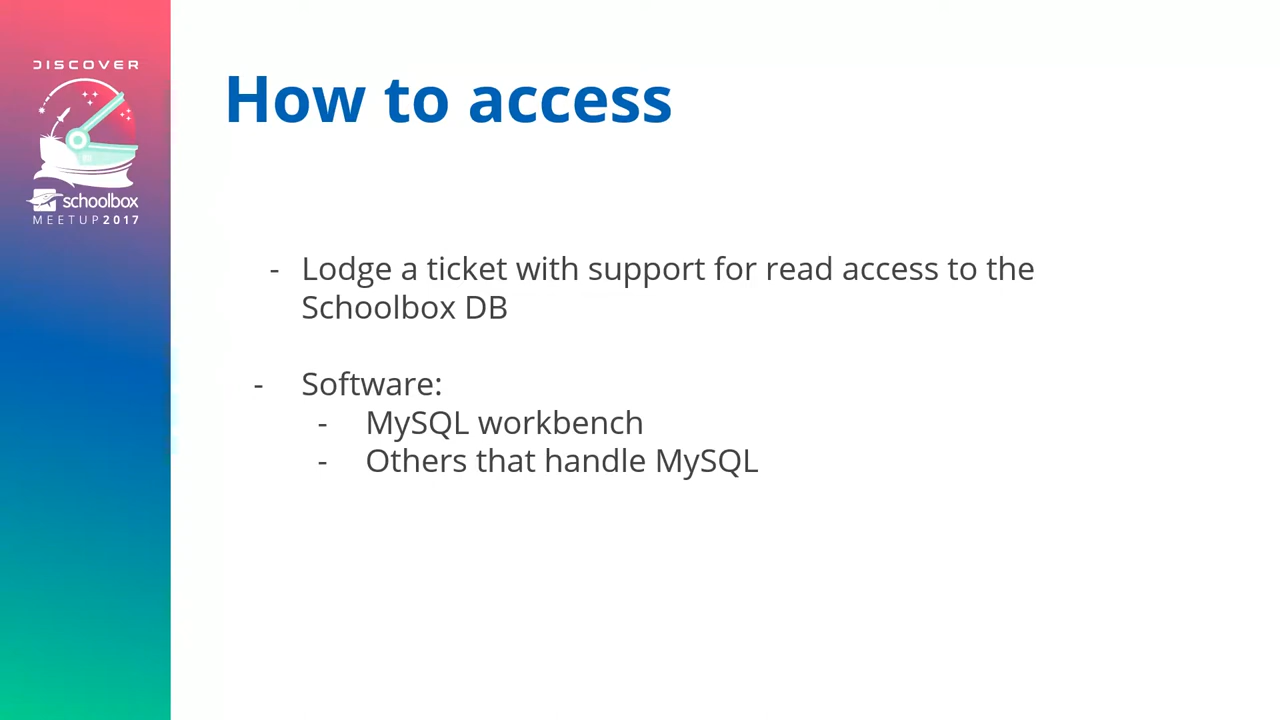 DISCOVER
schoolbox
MEETUP2017
How to access
- Lodge a ticket with support for read access to the
Schoolbox DB
- Software:
- MySQL workbench
- Others that handle MySQL